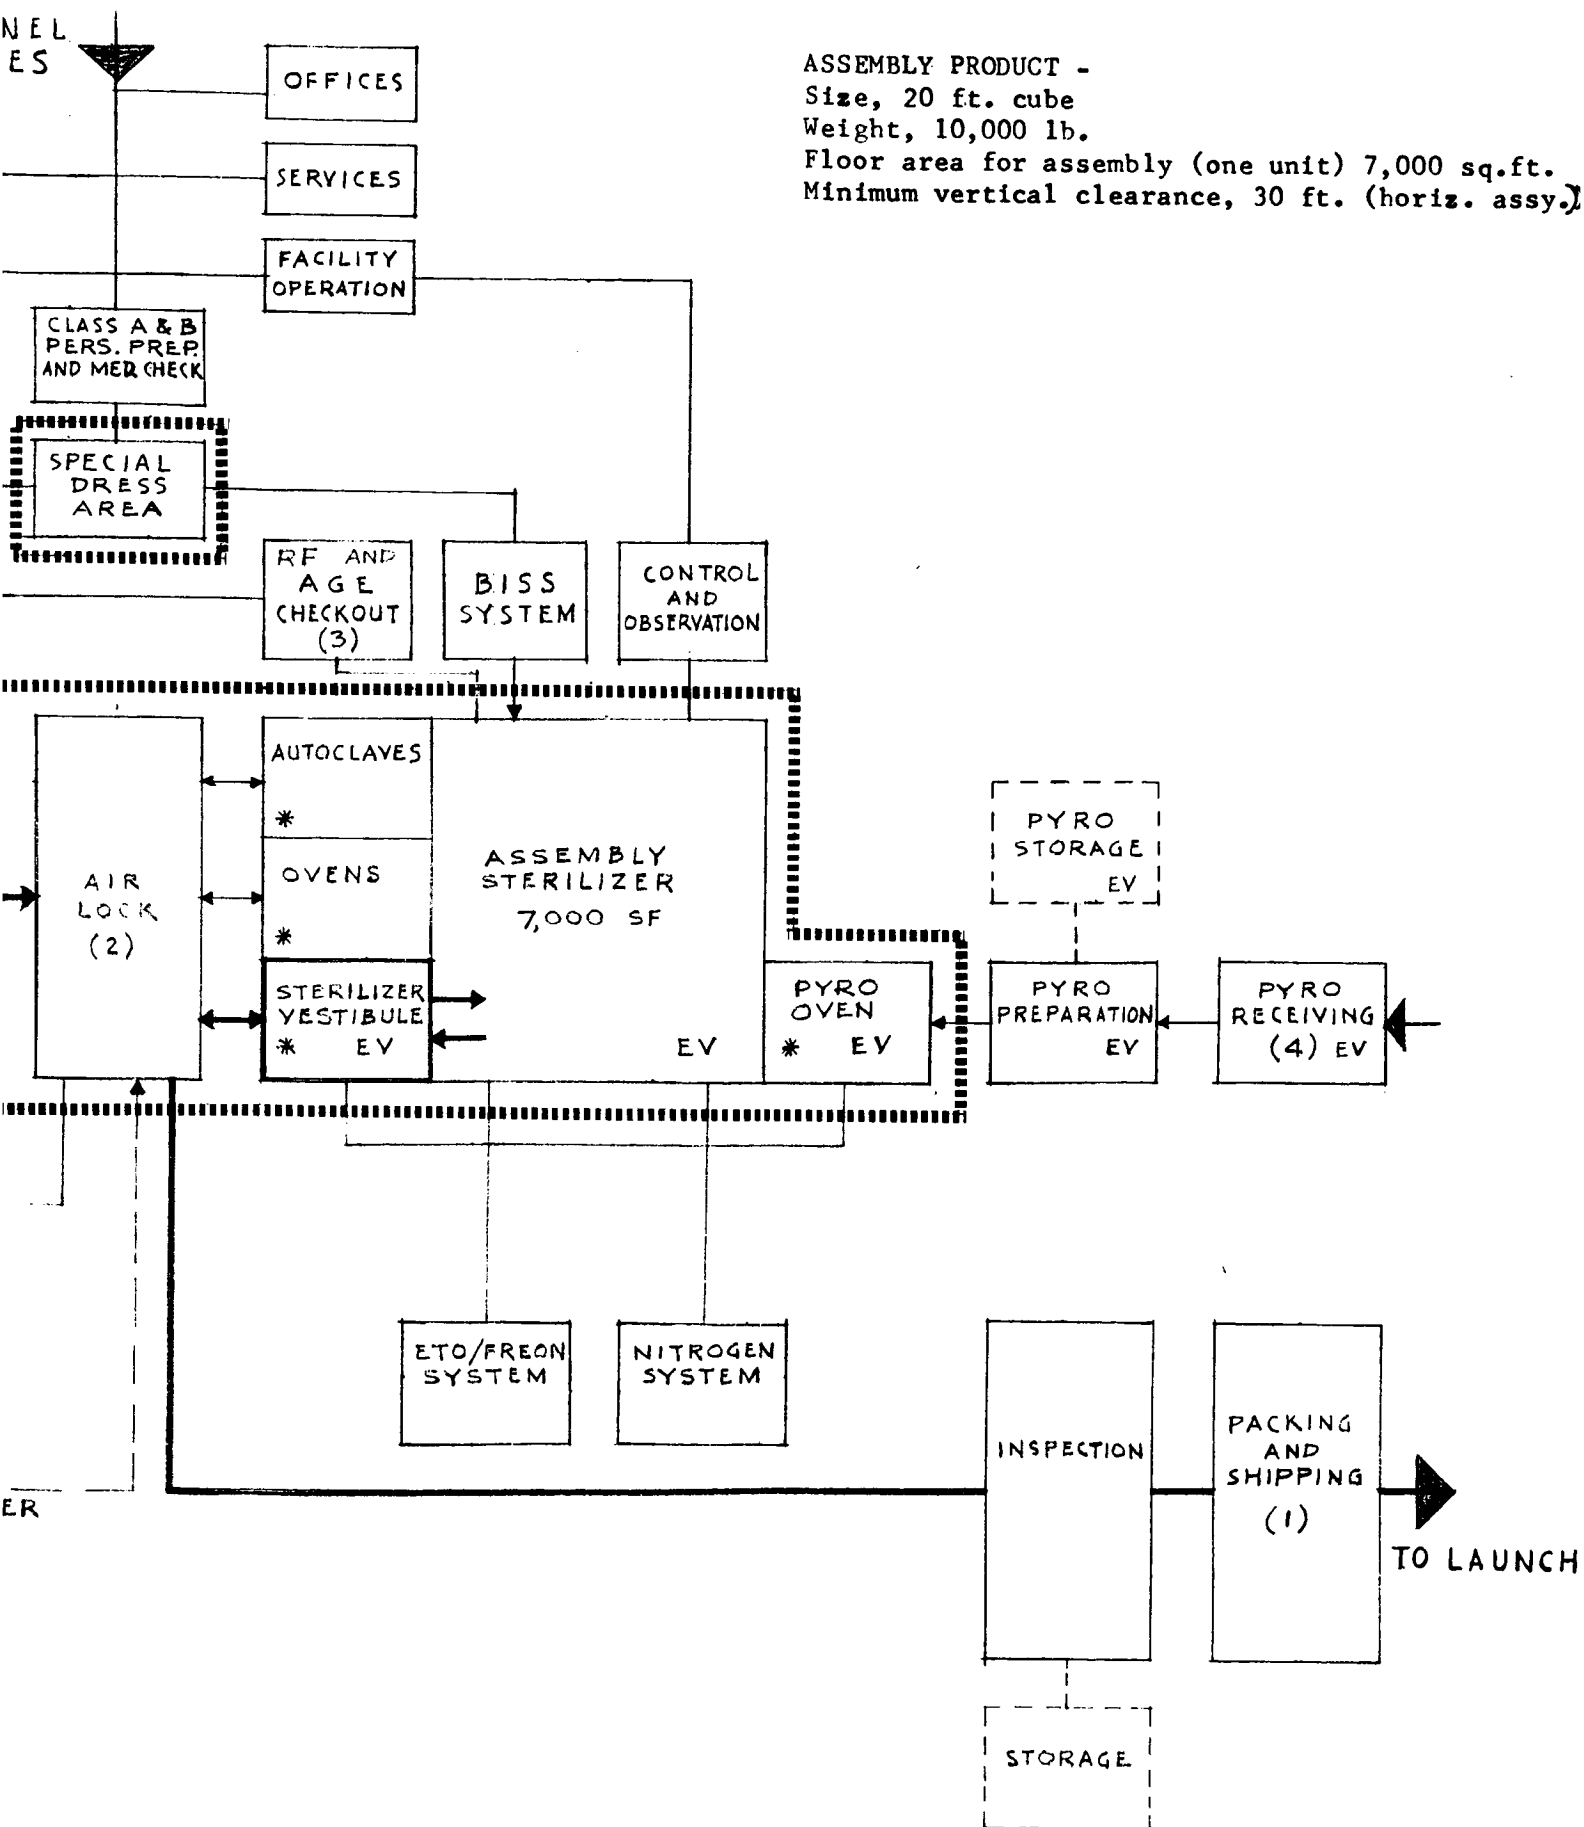 NEL
ES
OFFICES
ASSEMBLY PRODUCT -
Size, 20 ft. cube
Weight, 10,000 lb.
Floor area for assembly (one unit) 7,000 sq.ft.
Minimum vertical clearance, 30 ft. (horiz. assy.)
SERVICES
FACILITY
OPERATION
CLASS A & B
PERS. PREP.
AND MED. CHECK
SPECIAL
DRESS
AREA
RF AND
AGE
CHECKOUT
(3)
BISS
SYSTEM
CONTROL
AND
OBSERVATION
AUTOCLAVES
*
OVENS
*
AIR
LOCK
(2)
ASSEMBLY
STERILIZER
7,000 SF
EV
STERILIZER
VESTIBULE
* EV
PYRO
OVEN
* EV
PYRO
STORAGE
EV
PYRO
PREPARATION
EV
PYRO
RECEIVING
(4) EV
ETO/FREON
SYSTEM
NITROGEN
SYSTEM
INSPECTION
PACKING
AND
SHIPPING
(1)
ER
TO LAUNCH
STORAGE